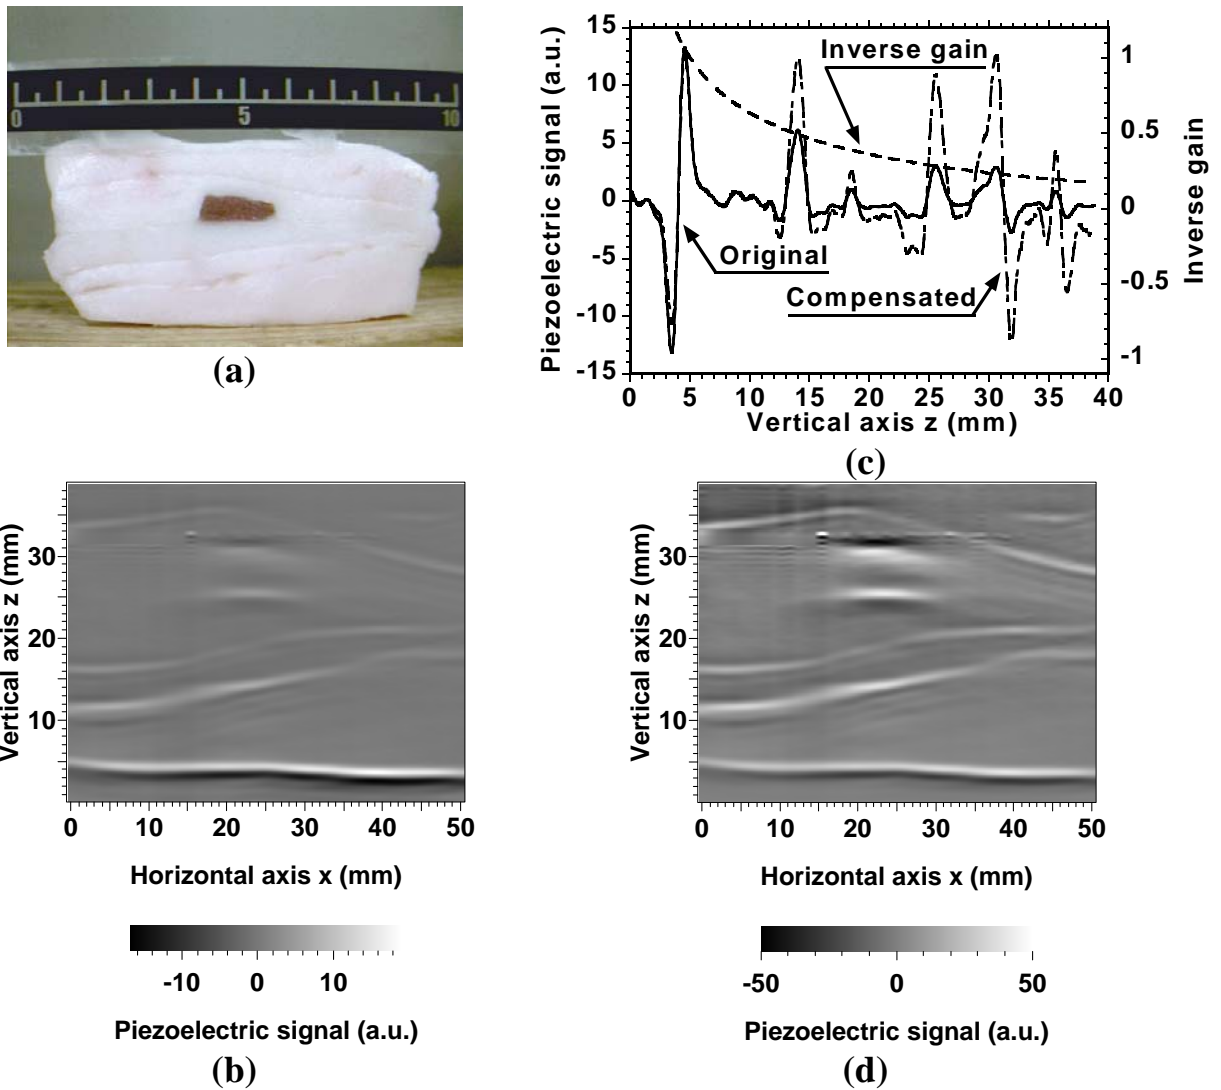 0 5 10
(a)
Piezoelectric signal (a.u.)
15
10
5
0
-5
-10
-15
Inverse gain
Original
Compensated
1
0.5
0
-0.5
-1
Inverse gain
0 5 10 15 20 25 30 35 40
Vertical axis z (mm)
(c)
Vertical axis z (mm)
30
20
10
0 10 20 30 40 50
Horizontal axis x (mm)
-10 0 10
Piezoelectric signal (a.u.)
(b)
Vertical axis z (mm)
30
20
10
0 10 20 30 40 50
Horizontal axis x (mm)
-50 0 50
Piezoelectric signal (a.u.)
(d)